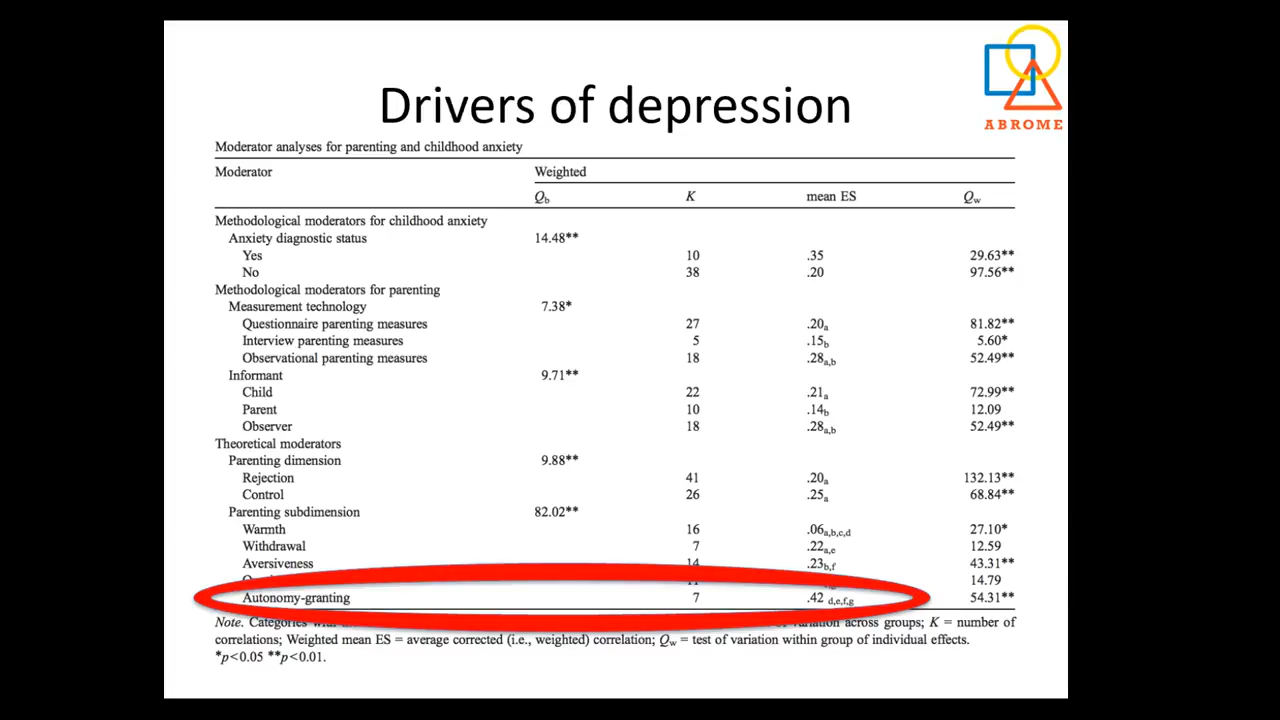 ABROME
Drivers of depression
Moderator analyses for parenting and childhood anxiety
Moderator Weighted
Qb K mean ES Qw
Methodological moderators for childhood anxiety
Anxiety diagnostic status 14.48**
Yes 10 .35 29.63**
No 38 .20 97.56**
Methodological moderators for parenting
Measurement technology 7.38*
Questionnaire parenting measures 27 .20a 81.82**
Interview parenting measures 5 .15b 5.60*
Observational parenting measures 18 .28a,b 52.49**
Informant 9.71**
Child 22 .21a 72.99**
Parent 10 .14b 12.09
Observer 18 .28a,b 52.49**
Theoretical moderators
Parenting dimension 9.88**
Rejection 41 .20a 132.13**
Control 26 .25a 68.84**
Parenting subdimension 82.02**
Warmth 16 .06a,b,c,d 27.10*
Withdrawal 7 .22a,e 12.59
Aversiveness 14 .23b,f 43.31**
14.79
Autonomy-granting 7 .42 d,e,f,g 54.31**
Note. Categories variation across groups; K = number of
correlations; Weighted mean ES = average corrected (i.e., weighted) correlation; Qw = test of variation within group of individual effects.
*p<0.05 **p<0.01.